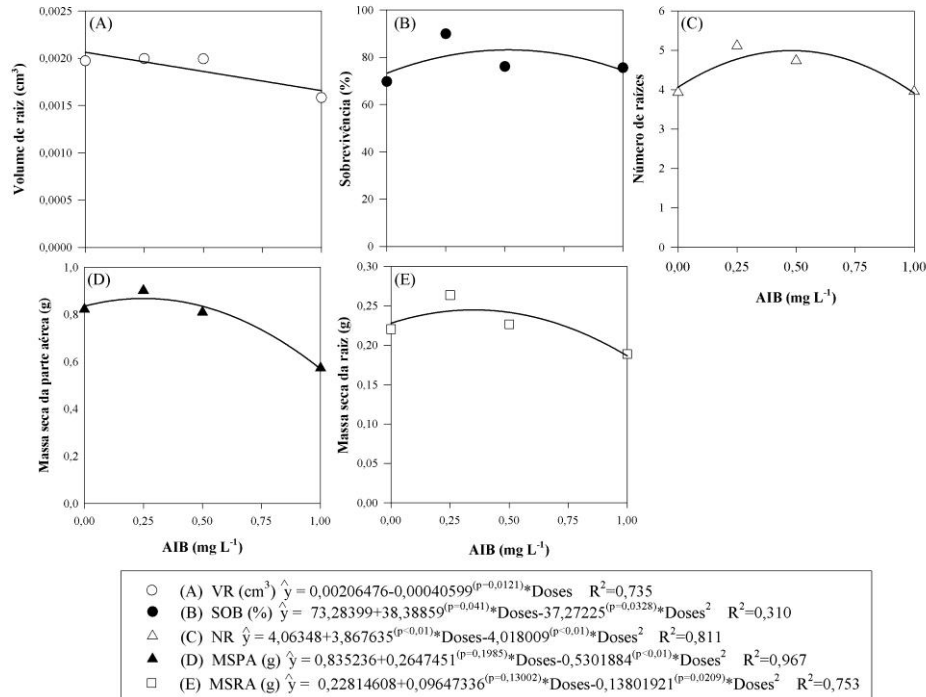 (A)
Volume de raiz (cm³)
0,0020
0,0015
0,0010
0,0005
0,0000
(B)
Sobrevivência (%)
100
80
60
40
20
0
(C)
Número de raízes
6
5
4
3
2
1
0
0,00 0,25 0,50 0,75 1,00
AIB (mg L⁻¹)
(D)
Massa seca da parte aérea (g)
1,0
0,8
0,6
0,4
0,2
0,0
0,00 0,25 0,50 0,75 1,00
AIB (mg L⁻¹)
(E)
Massa seca da raiz (g)
0,30
0,25
0,20
0,15
0,10
0,05
0,00
0,00 0,25 0,50 0,75 1,00
AIB (mg L⁻¹)
(A) VR (cm³) ŷ = 0,00206476-0,00040599⁽ᵖ⁼⁰,⁰¹²¹⁾*Doses R²=0,735
(B) SOB (%) ŷ = 73,28399+38,38859⁽ᵖ⁼⁰,⁰⁴¹⁾*Doses-37,27225⁽ᵖ⁼⁰,⁰³²⁸⁾*Doses² R²=0,310
(C) NR ŷ = 4,06348+3,867635⁽ᵖ<⁰,⁰¹⁾*Doses-4,018009⁽ᵖ<⁰,⁰¹⁾*Doses² R²=0,811
(D) MSPA (g) ŷ = 0,835236+0,2647451⁽ᵖ⁼⁰,¹⁹⁸⁵⁾*Doses-0,5301884⁽ᵖ<⁰,⁰¹⁾*Doses² R²=0,967
(E) MSRA (g) ŷ = 0,22814608+0,09647336⁽ᵖ⁼⁰,¹³⁰⁰²⁾*Doses-0,13801921⁽ᵖ⁼⁰,⁰²⁰⁹⁾*Doses² R²=0,753